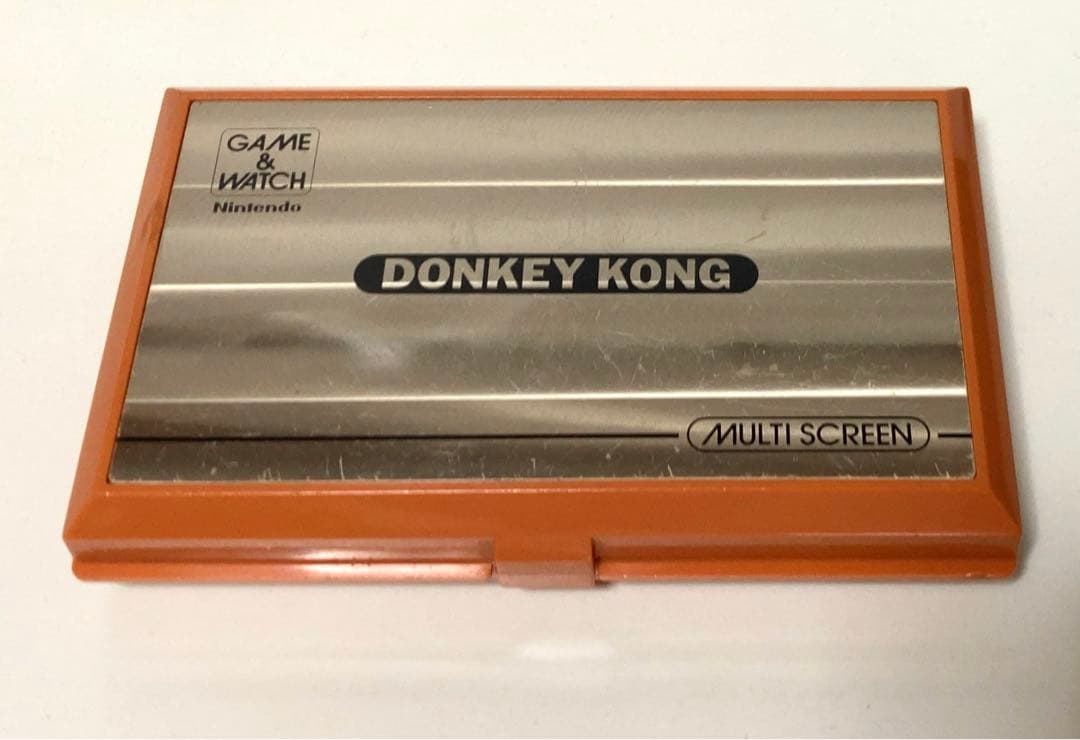 GAME
&
WATCH
Nintendo
DONKEY KONG
MULTI SCREEN